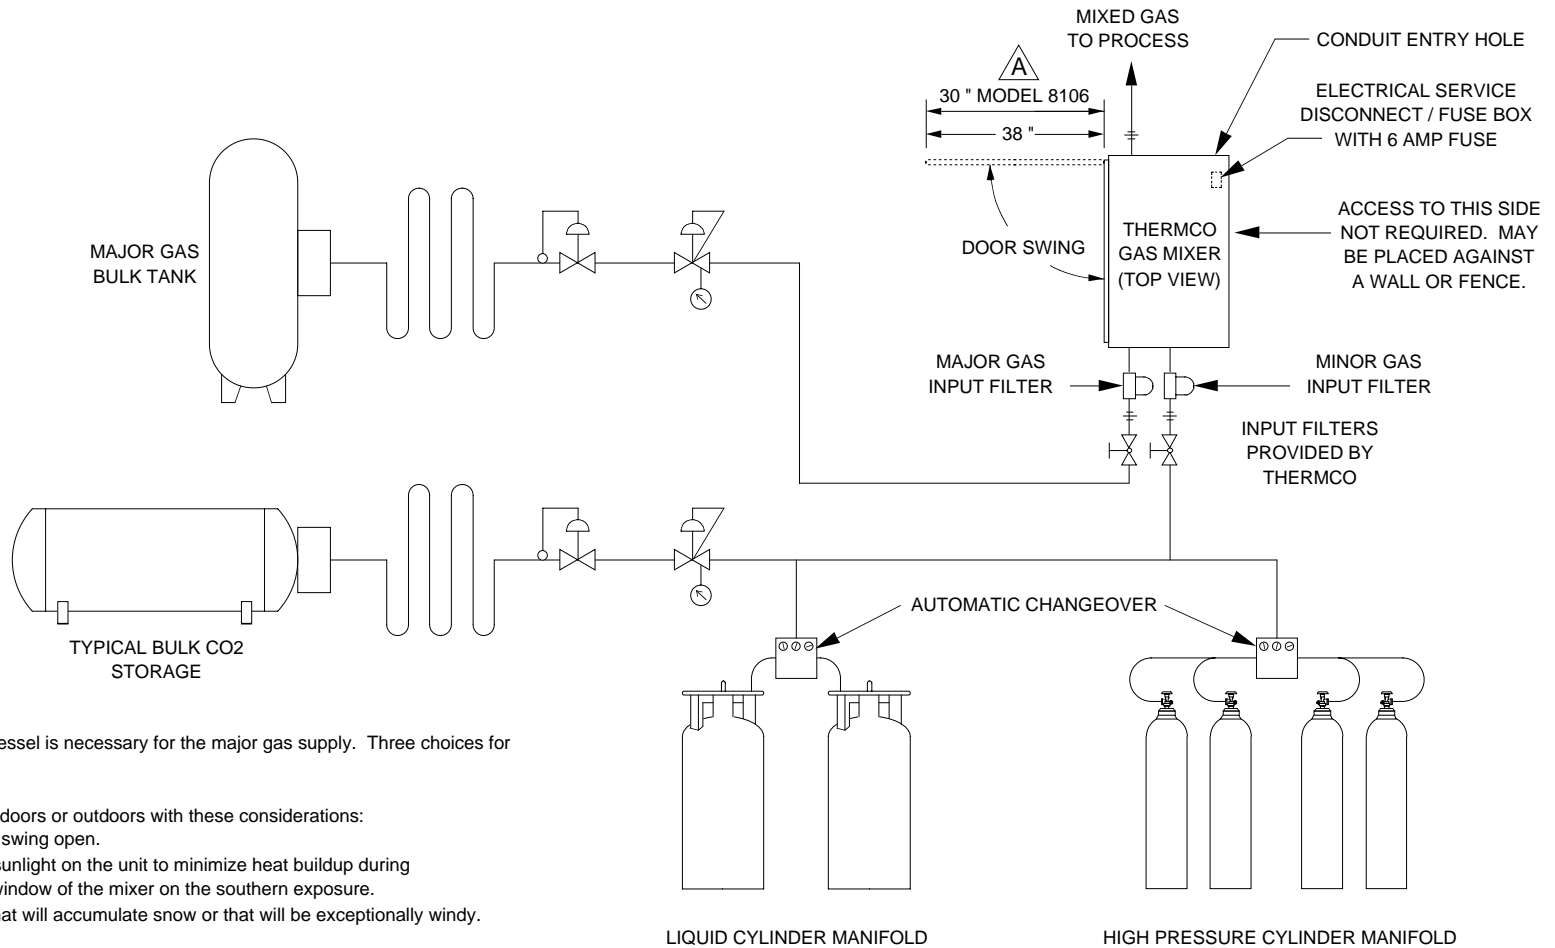 MIXED GAS
TO PROCESS
CONDUIT ENTRY HOLE
A
30 " MODEL 8106
38 "
ELECTRICAL SERVICE
DISCONNECT / FUSE BOX
WITH 6 AMP FUSE
MAJOR GAS
BULK TANK
DOOR SWING
THERMCO
GAS MIXER
(TOP VIEW)
ACCESS TO THIS SIDE
NOT REQUIRED.  MAY
BE PLACED AGAINST
A WALL OR FENCE.
MAJOR GAS
INPUT FILTER
MINOR GAS
INPUT FILTER
INPUT FILTERS
PROVIDED BY
THERMCO
TYPICAL BULK CO2
STORAGE
AUTOMATIC CHANGEOVER
essel is necessary for the major gas supply.  Three choices for
doors or outdoors with these considerations:
swing open.
sunlight on the unit to minimize heat buildup during
window of the mixer on the southern exposure.
hat will accumulate snow or that will be exceptionally windy.
LIQUID CYLINDER MANIFOLD
HIGH PRESSURE CYLINDER MANIFOLD